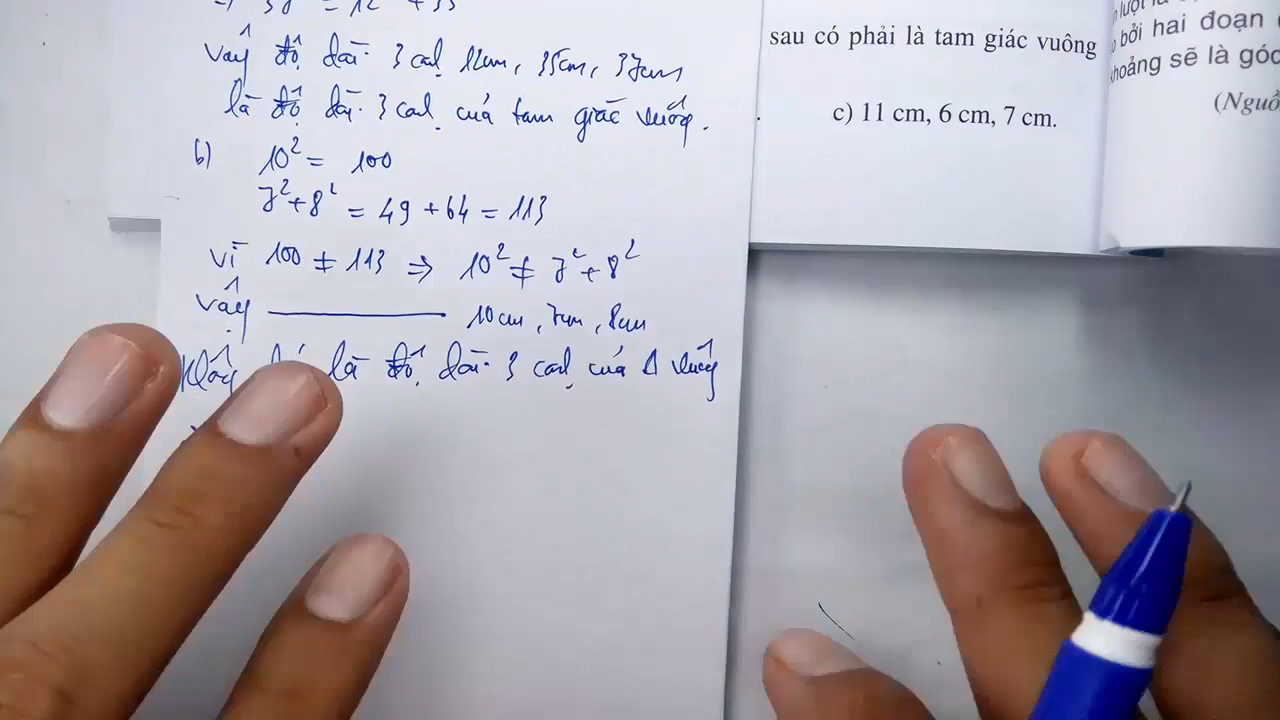 Vậy độ dài 3 cạnh 12cm, 35cm, 37cm
là độ dài 3 cạnh của tam giác vuông.
b) 10² = 100
7² + 8² = 49 + 64 = 113
Vì 100 ≠ 113 ⇒ 10² ≠ 7² + 8²
Vậy 10cm, 7cm, 8cm
Không là độ dài 3 cạnh của Δ vuông
sau có phải là tam giác vuông
c) 11 cm, 6 cm, 7 cm.
bởi hai đoạn
khoảng sẽ là góc